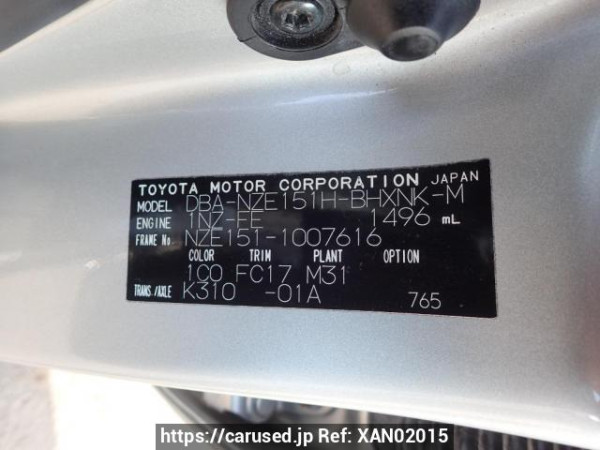 TOYOTA MOTOR CORPORATION JAPAN
MODEL DBA-NZE151H-BHXNK-M
ENGINE 1NZ-FE 1496 mL
FRAME No NZE151-1007616
COLOR TRIM PLANT OPTION
1C0 FC17 M31
TRANS./AXLE K310 -01A 765
https://carused.jp Ref: XAN02015